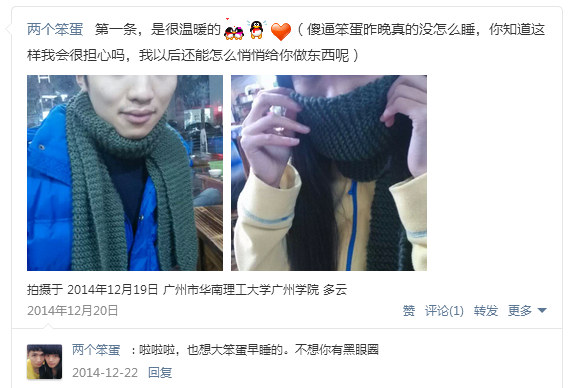 两个笨蛋 第一条，是很温暖的（傻逼笨蛋昨晚真的没怎么睡，你知道这
样我会很担心吗，我以后还能怎么悄悄给你做东西呢）
拍摄于 2014年12月19日 广州市华南理工大学广州学院 多云
2014年12月20日 赞 评论(1) 转发 更多
两个笨蛋 ：啦啦啦，也想大笨蛋早睡的。不想你有黑眼圈
2014-12-22 回复